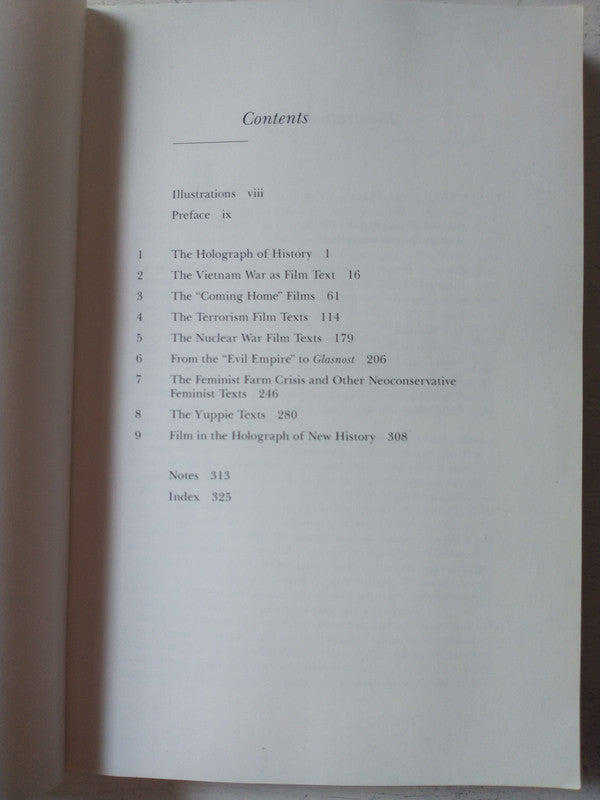 Contents
Illustrations viii
Preface ix
1 The Holograph of History 1
2 The Vietnam War as Film Text 16
3 The "Coming Home" Films 61
4 The Terrorism Film Texts 114
5 The Nuclear War Film Texts 179
6 From the "Evil Empire" to Glasnost 206
7 The Feminist Farm Crisis and Other Neoconservative
Feminist Texts 246
8 The Yuppie Texts 280
9 Film in the Holograph of New History 308
Notes 313
Index 325